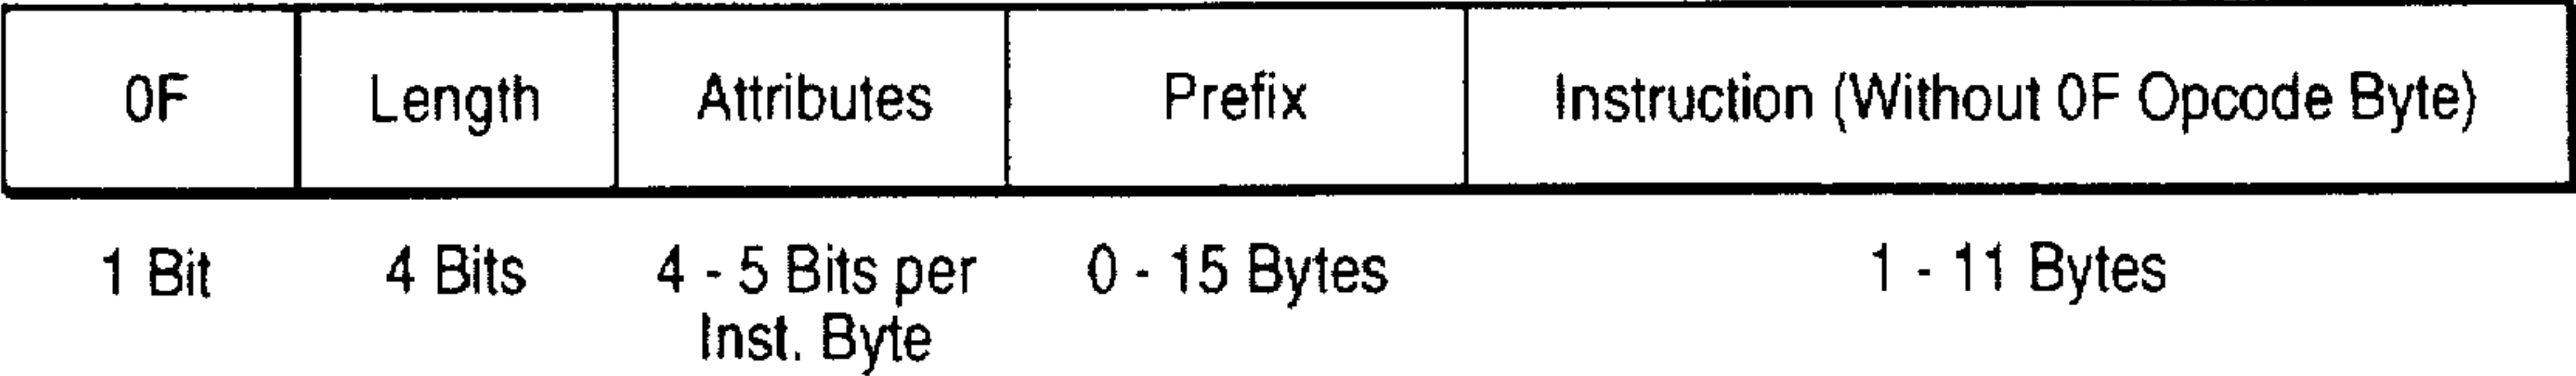 0F Length Attributes Prefix Instruction (Without 0F Opcode Byte)
1 Bit 4 Bits 4 - 5 Bits per 0 - 15 Bytes 1 - 11 Bytes
Inst. Byte